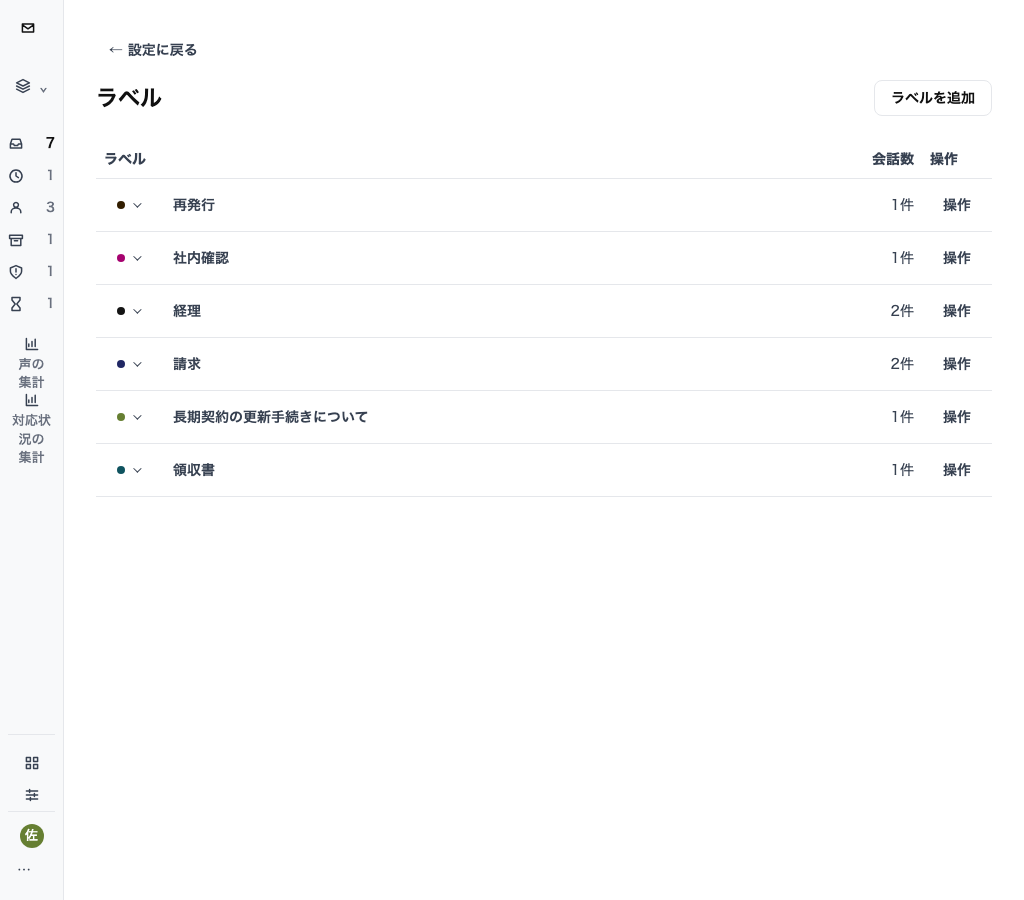 ← 設定に戻る
ラベル
ラベルを追加
ラベル 会話数 操作
再発行 1件 操作
社内確認 1件 操作
経理 2件 操作
請求 2件 操作
長期契約の更新手続きについて 1件 操作
領収書 1件 操作
7
1
3
1
1
1
声の
集計
対応状
況の
集計
佐
…